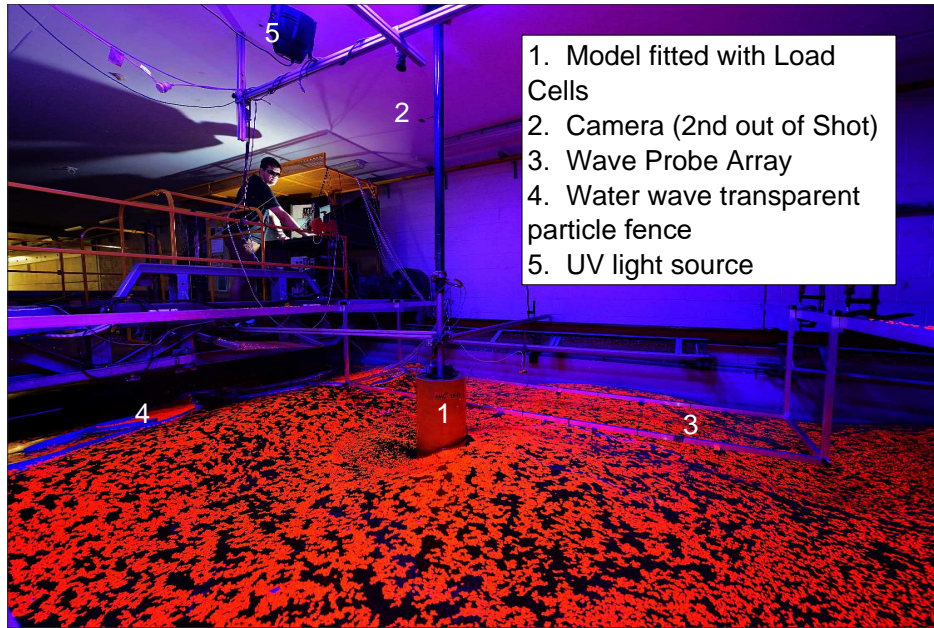 5
2
4
1
3
1. Model fitted with Load
Cells
2. Camera (2nd out of Shot)
3. Wave Probe Array
4. Water wave transparent
particle fence
5. UV light source